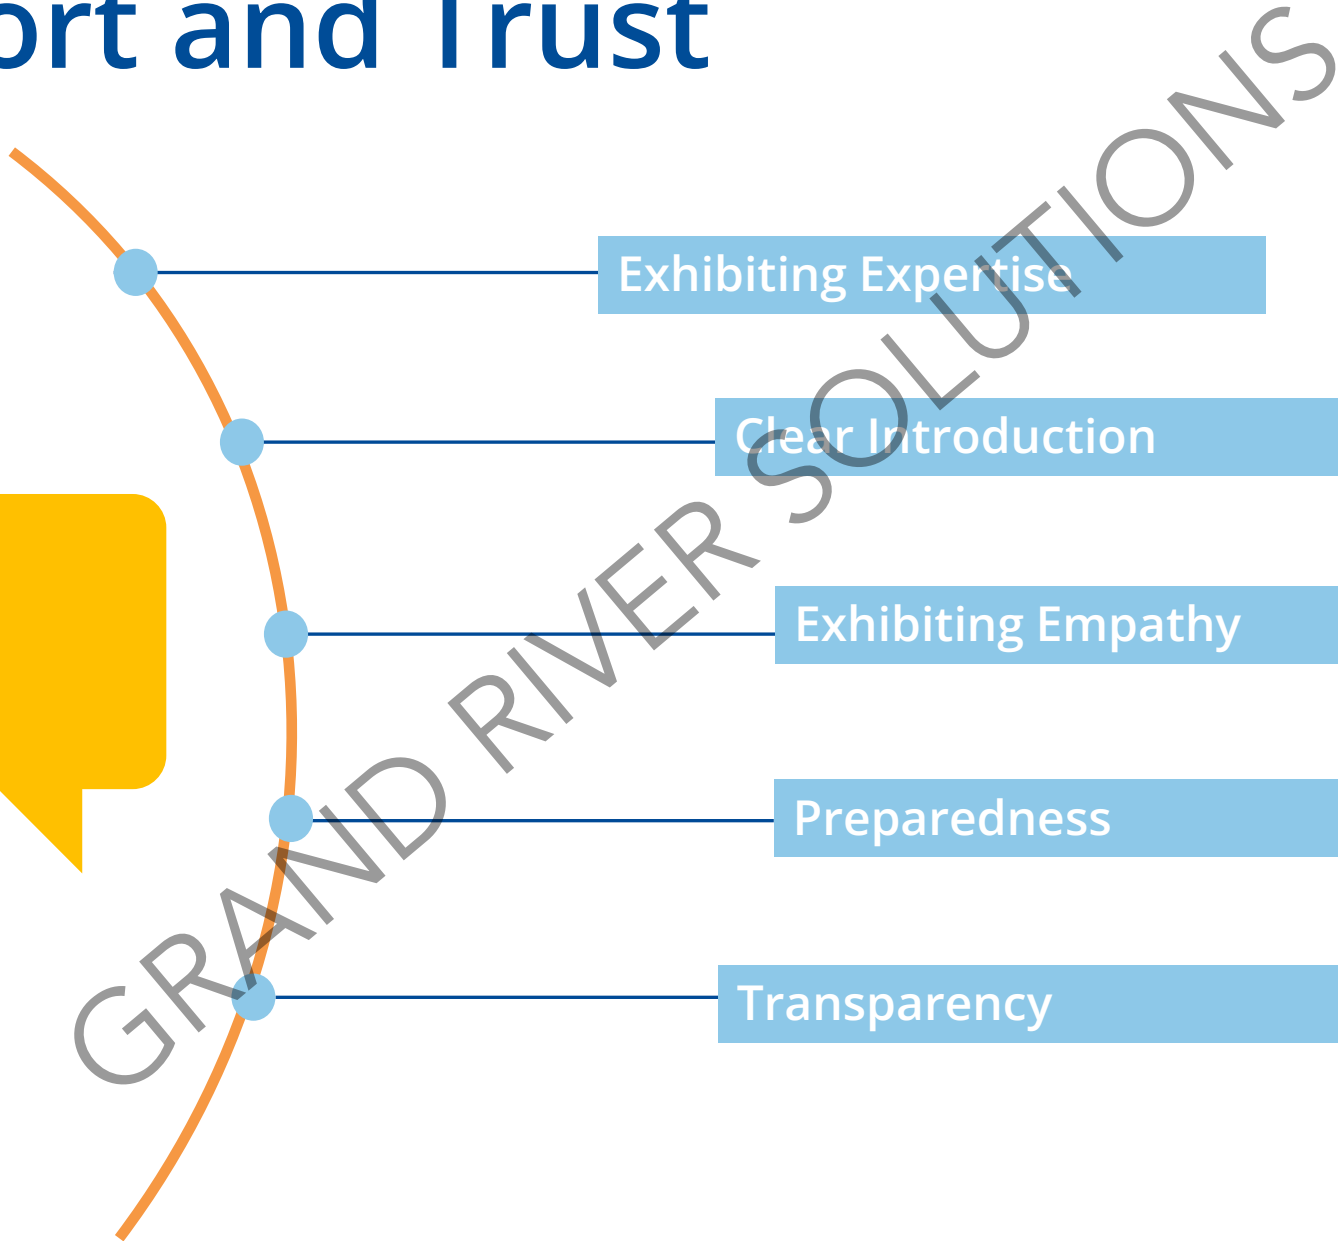 ort and Trust
Exhibiting Expertise
Clear Introduction
Exhibiting Empathy
Preparedness
Transparency
GRAND RIVER SOLUTIONS